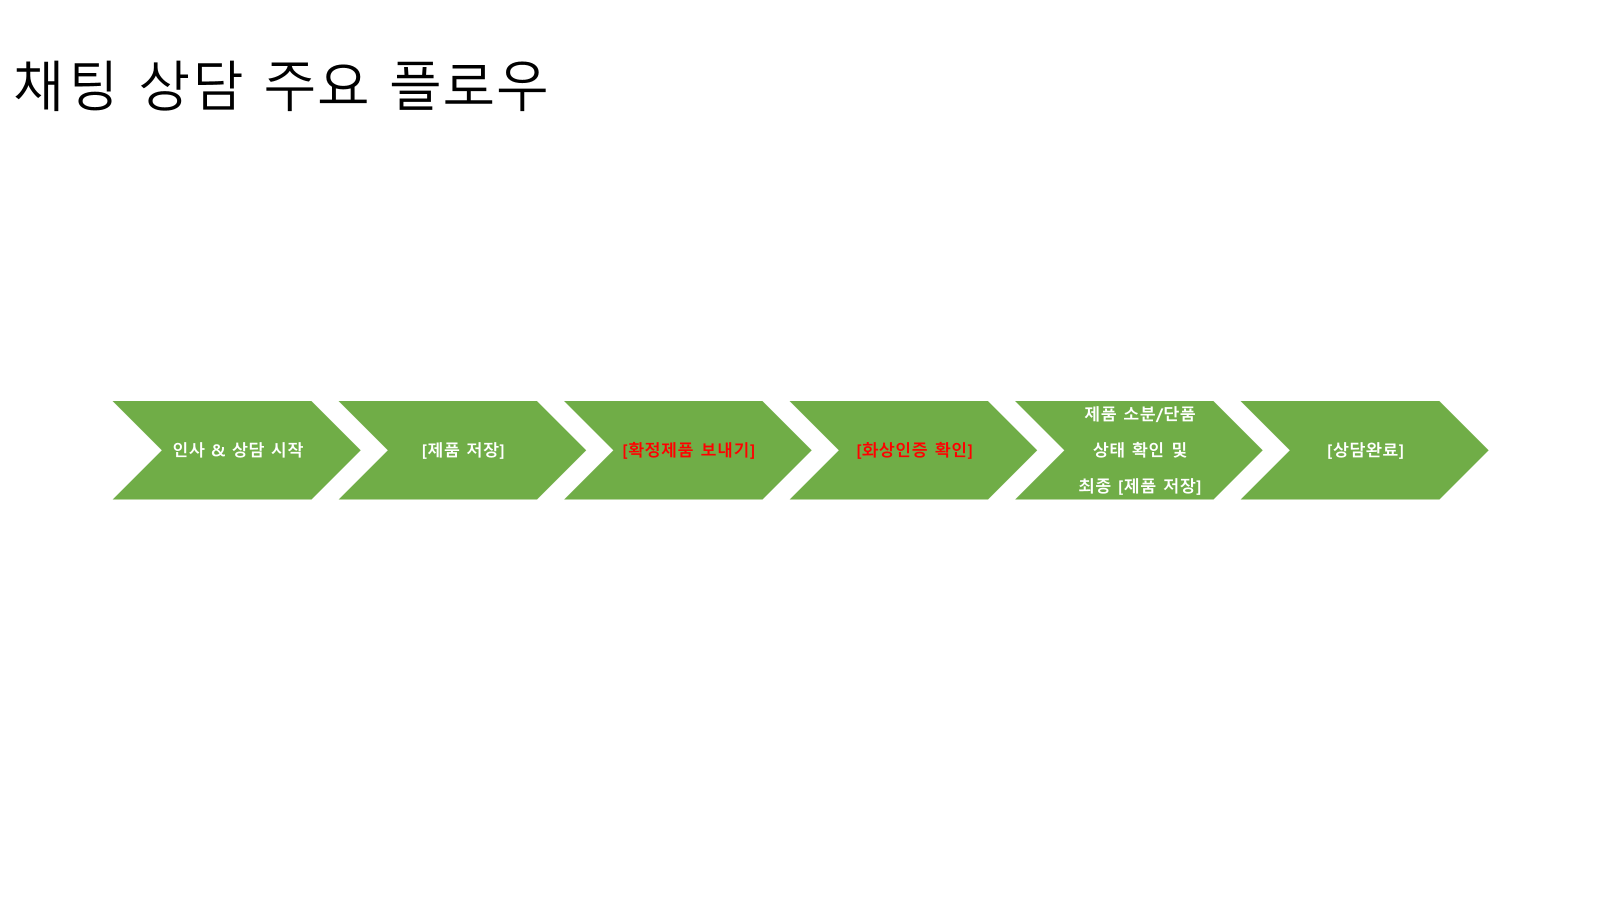 채팅 상담 주요 플로우
인사 & 상담 시작
[제품 저장]
[확정제품 보내기]
[화상인증 확인]
제품 소분/단품
상태 확인 및
최종 [제품 저장]
[상담완료]